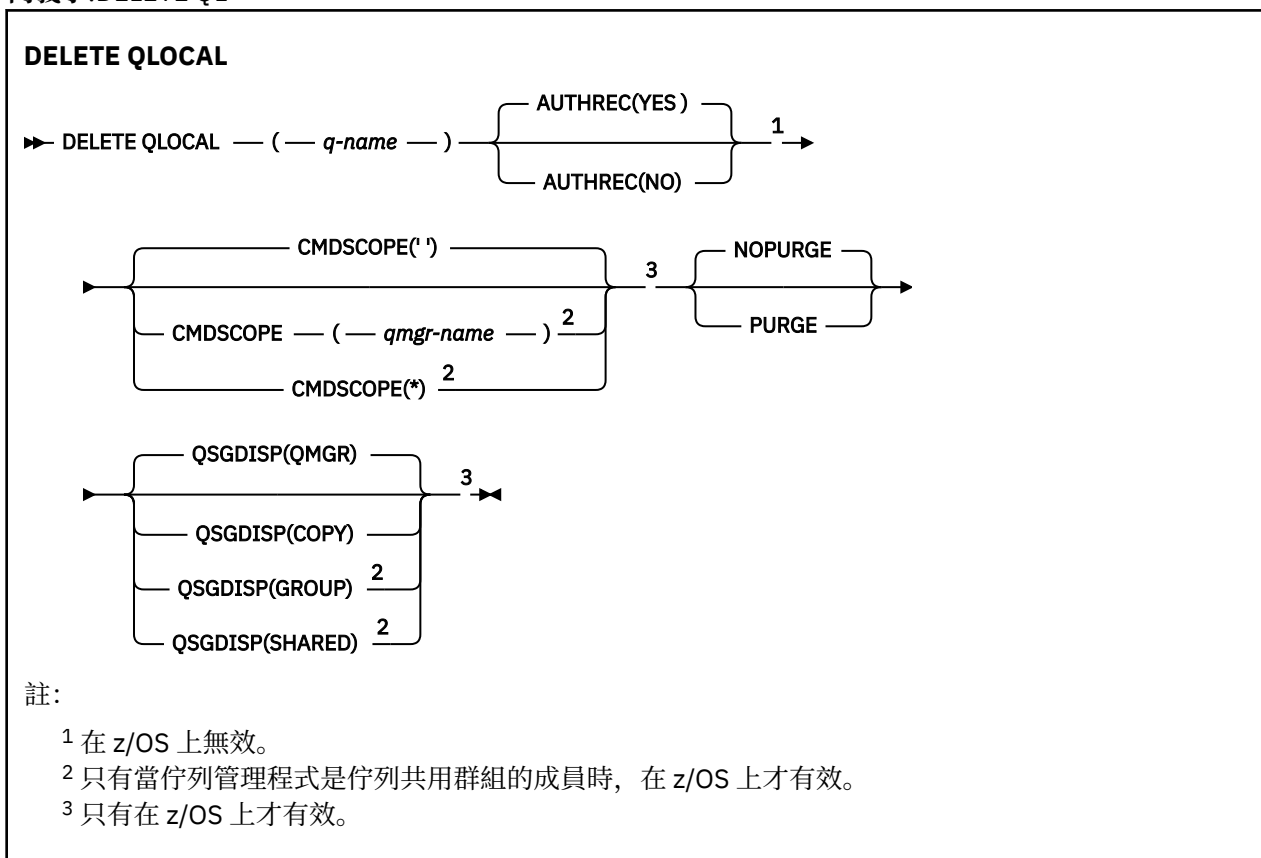 DELETE QLOCAL
AUTHREC(YES )
DELETE QLOCAL ( q-name ) 1
AUTHREC(NO)
CMDSCOPE(' ') NOPURGE
3
CMDSCOPE ( qmgr-name ) 2 PURGE
CMDSCOPE(*) 2
QSGDISP(QMGR)
3
QSGDISP(COPY)
QSGDISP(GROUP) 2
QSGDISP(SHARED) 2
註：
1 在 z/OS 上無效。
2 只有當佇列管理程式是佇列共用群組的成員時，在 z/OS 上才有效。
3 只有在 z/OS 上才有效。